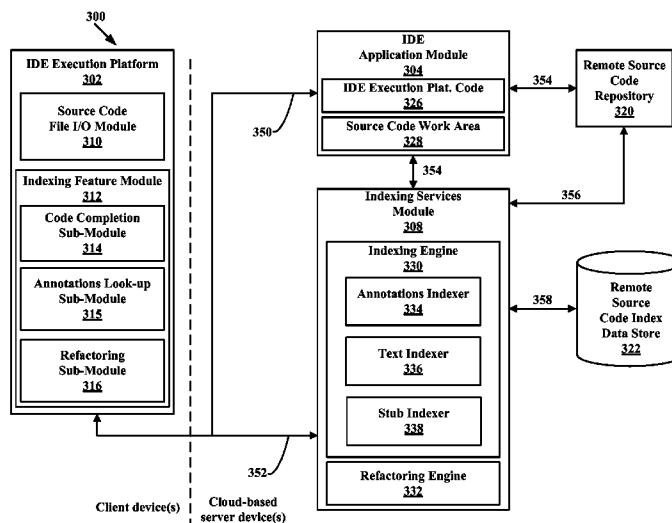 300
IDE Execution Platform
302
Source Code
File I/O Module
310
Indexing Feature Module
312
Code Completion
Sub-Module
314
Annotations Look-up
Sub-Module
315
Refactoring
Sub-Module
316
Client device(s)
Cloud-based
server device(s)
350
352
IDE
Application Module
304
IDE Execution Plat. Code
326
Source Code Work Area
328
354
354
Remote Source
Code
Repository
320
356
Indexing Services
Module
308
Indexing Engine
330
Annotations Indexer
334
Text Indexer
336
Stub Indexer
338
Refactoring Engine
332
358
Remote
Source
Code Index
Data Store
322